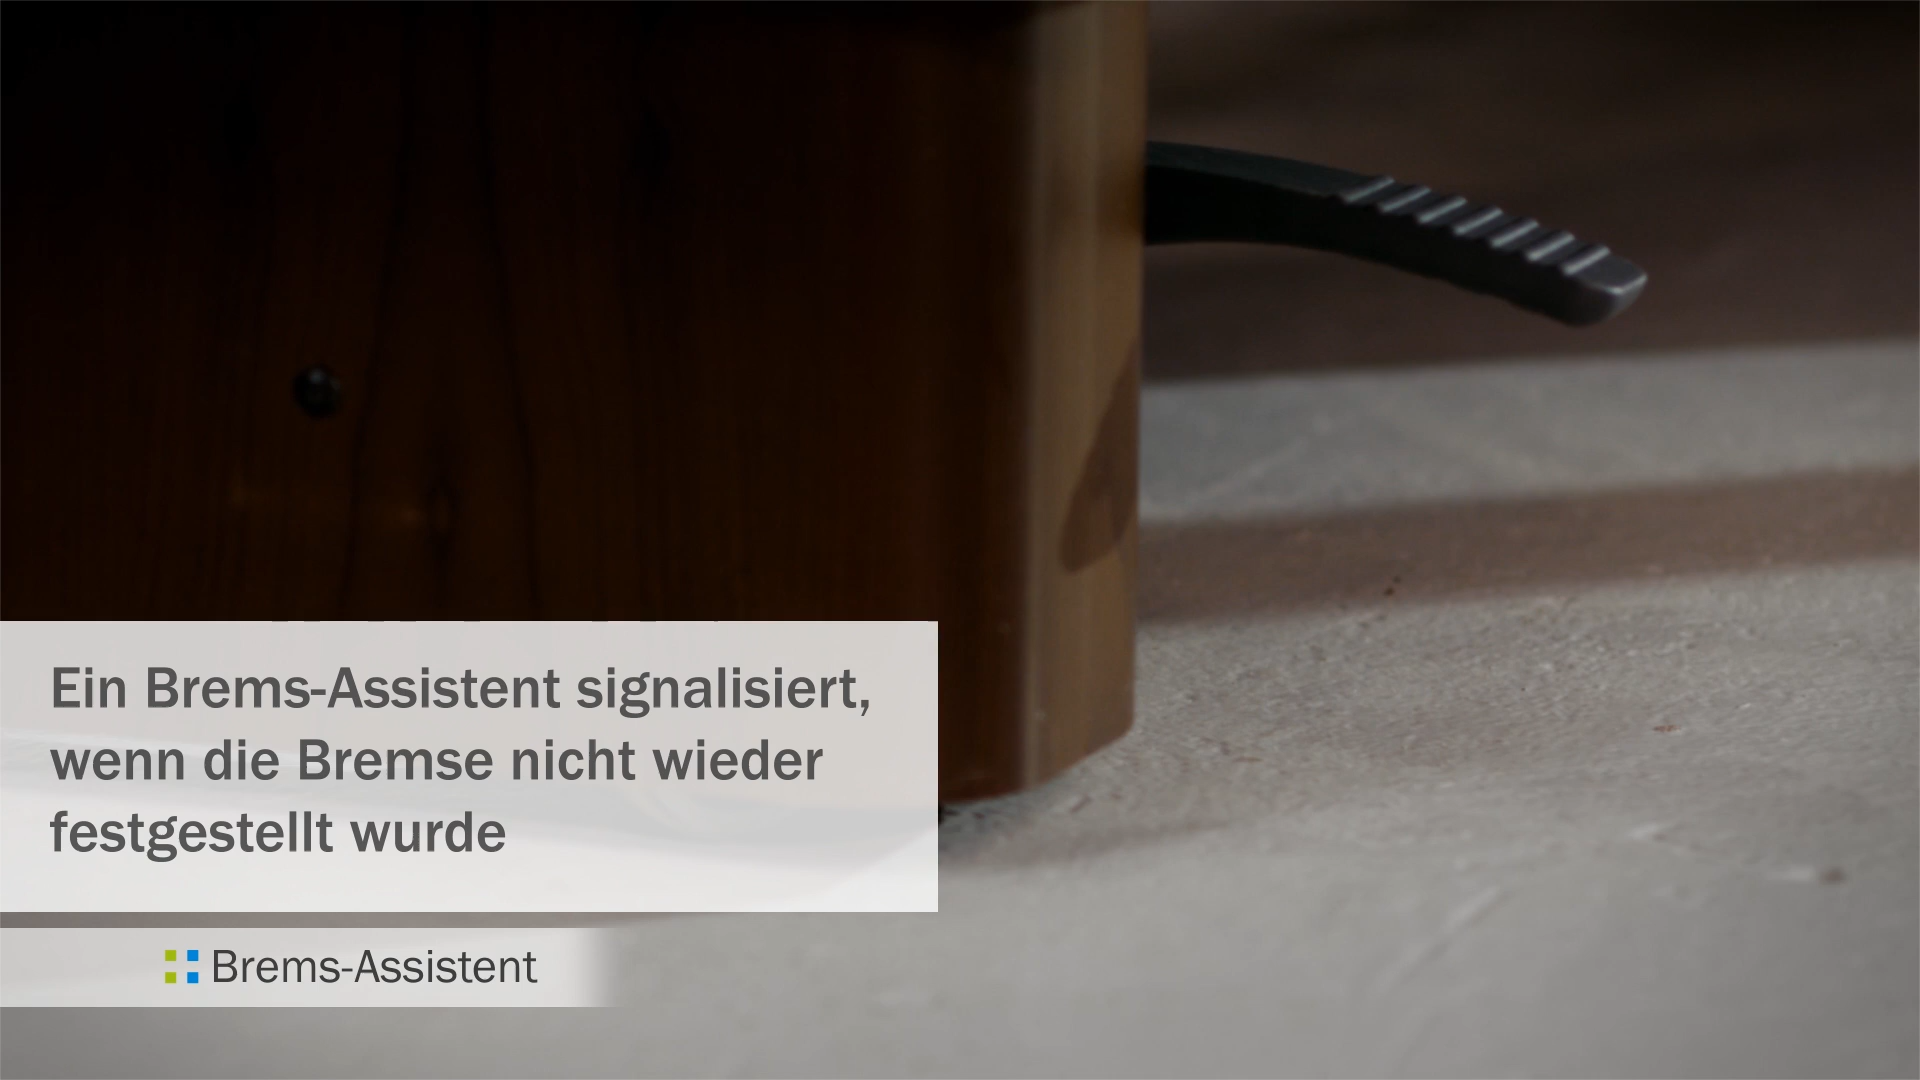 Ein Brems-Assistent signalisiert,
wenn die Bremse nicht wieder
festgestellt wurde
Brems-Assistent